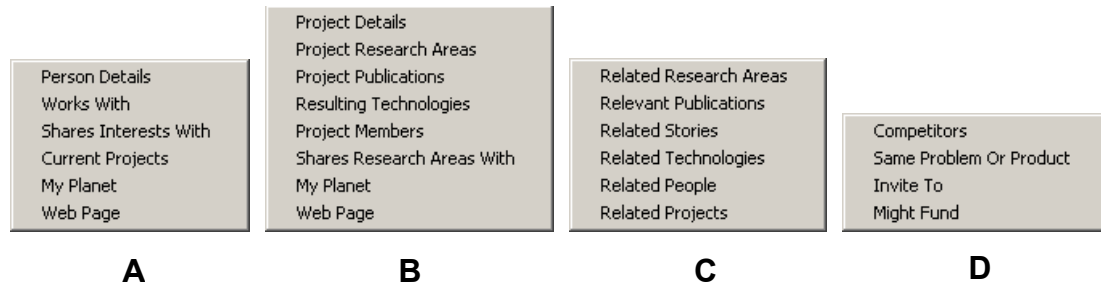 Person Details
Works With
Shares Interests With
Current Projects
My Planet
Web Page
A
Project Details
Project Research Areas
Project Publications
Resulting Technologies
Project Members
Shares Research Areas With
My Planet
Web Page
B
Related Research Areas
Relevant Publications
Related Stories
Related Technologies
Related People
Related Projects
C
Competitors
Same Problem Or Product
Invite To
Might Fund
D